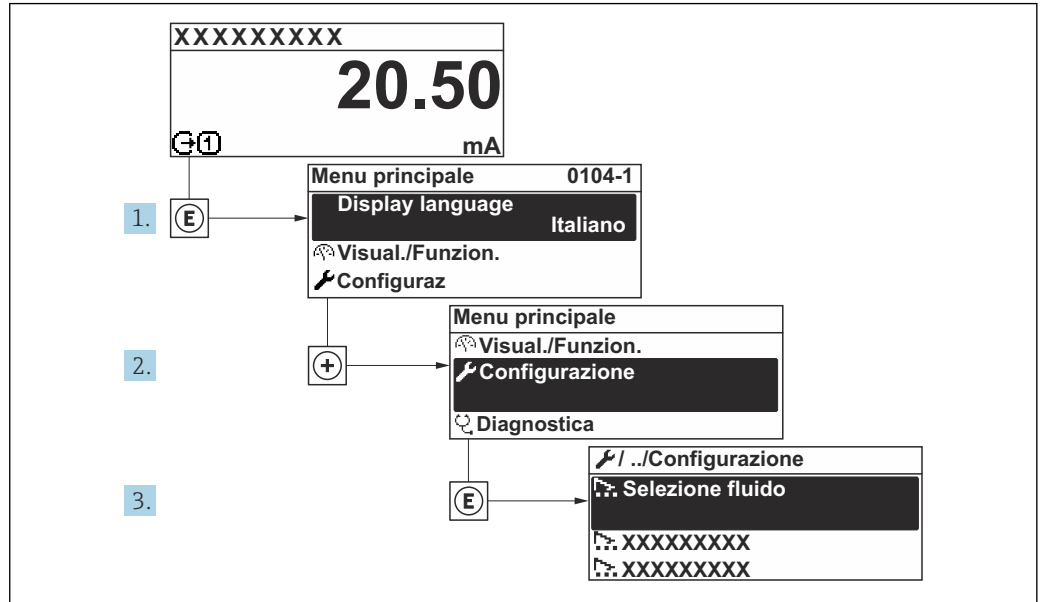 XXXXXXXXX
20.50
1
mA
Menu principale 0104-1
1. E Display language
Italiano
Visual./Funzion.
Configuraz
Menu principale
Visual./Funzion.
2. + Configurazione
Diagnostica
/ ../Configurazione
3. E Selezione fluido
XXXXXXXXX
XXXXXXXXX